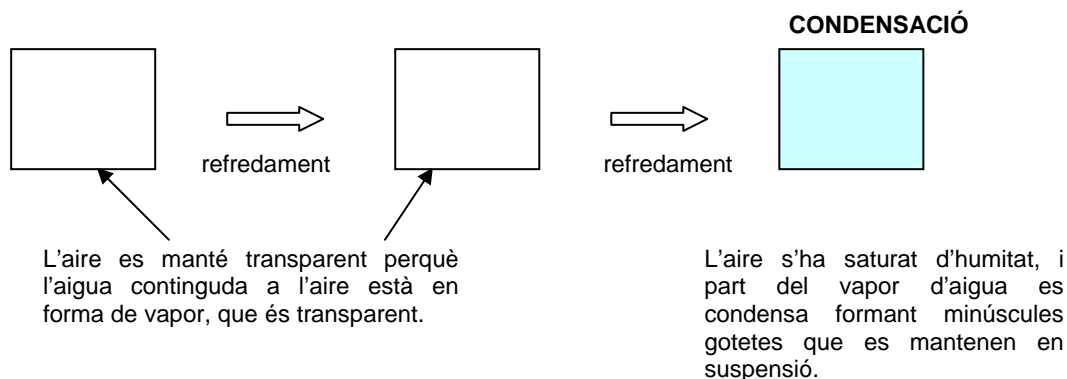 CONDENSACIÓ
refredament
refredament
L'aire es manté transparent perquè
l'aigua continguda a l'aire està en
forma de vapor, que és transparent.
L'aire s'ha saturat d'humitat, i
part del vapor d'aigua es
condensa formant minúscules
gotetes que es mantenen en
suspensió.